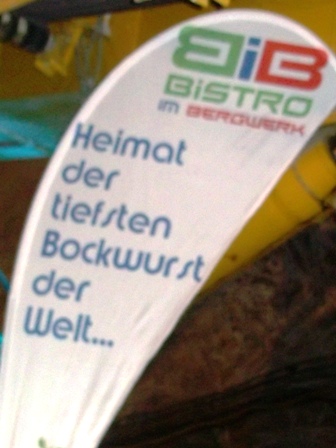 BiB
BiSTRO
IM BERGWERK
Heimat
der
tiefsten
Bockwurst
der
Welt...